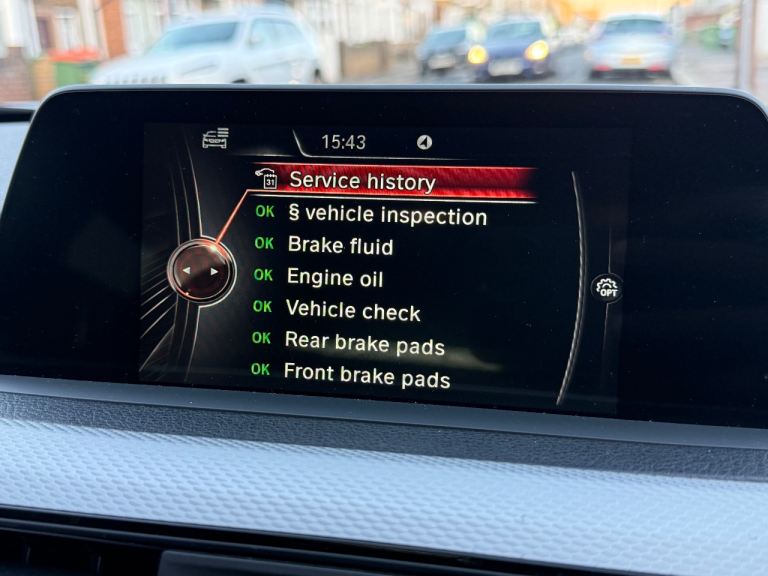 15:43
31 Service history
OK § vehicle inspection
OK Brake fluid
OK Engine oil
OK Vehicle check
OK Rear brake pads
OK Front brake pads
OPT